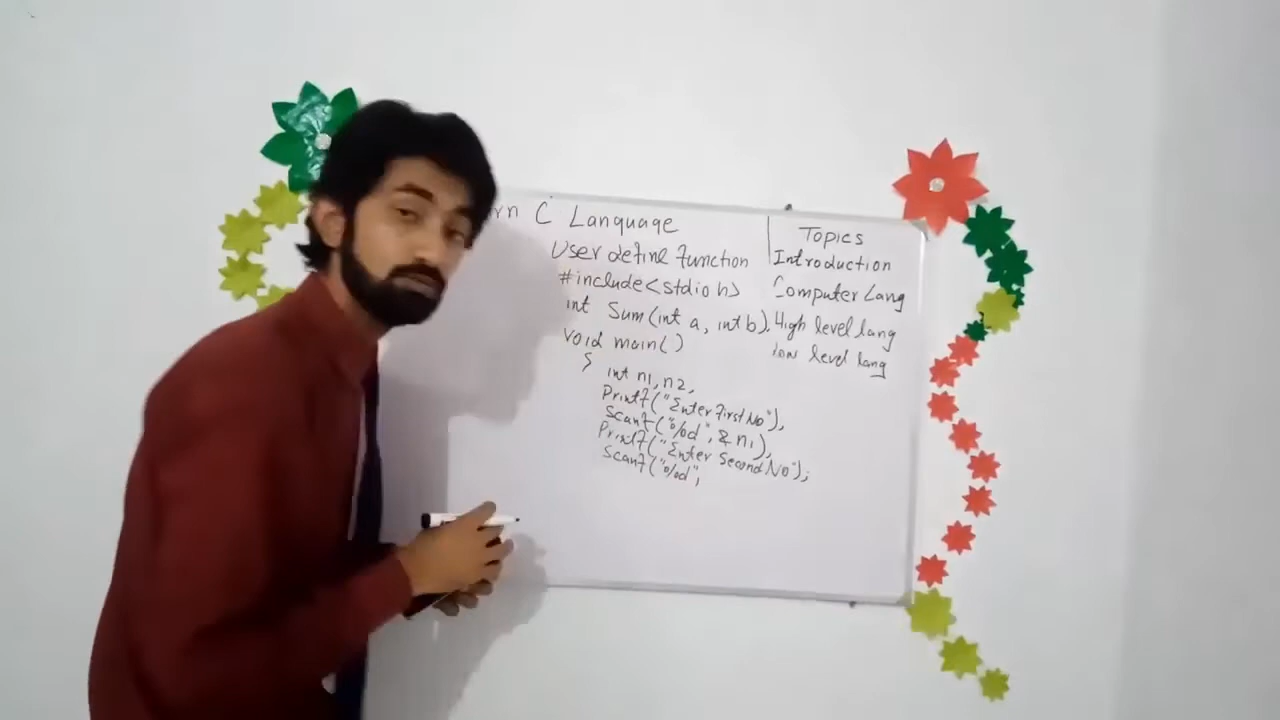 rn C Language
User define function
#include<stdio h>
int Sum(int a, int b),
void main()
{
int n1, n2,
Printf("Enter First No"),
Scanf("%d", & n1),
Printf("Enter Second No");
Scanf("%d",
Topics
Introduction
Computer Lang
High level lang
low level lang